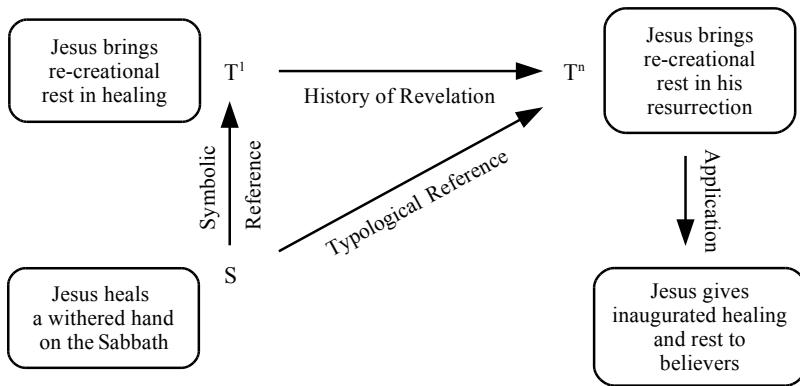 Jesus brings
re-creational
rest in healing
T¹
History of Revelation
Tⁿ
Jesus brings
re-creational
rest in his
resurrection
Symbolic
Reference
Typological Reference
Application
S
Jesus heals
a withered hand
on the Sabbath
Jesus gives
inaugurated healing
and rest to
believers